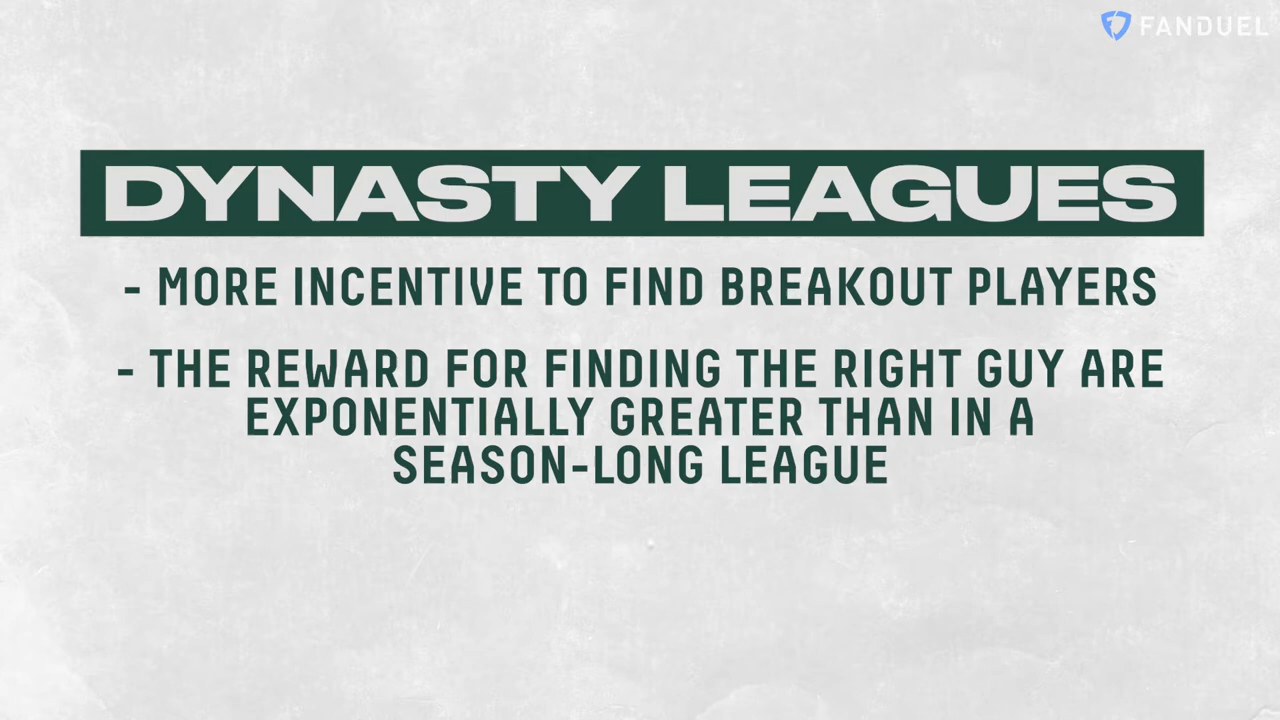 FANDUEL
DYNASTY LEAGUES
- MORE INCENTIVE TO FIND BREAKOUT PLAYERS
- THE REWARD FOR FINDING THE RIGHT GUY ARE
EXPONENTIALLY GREATER THAN IN A
SEASON-LONG LEAGUE